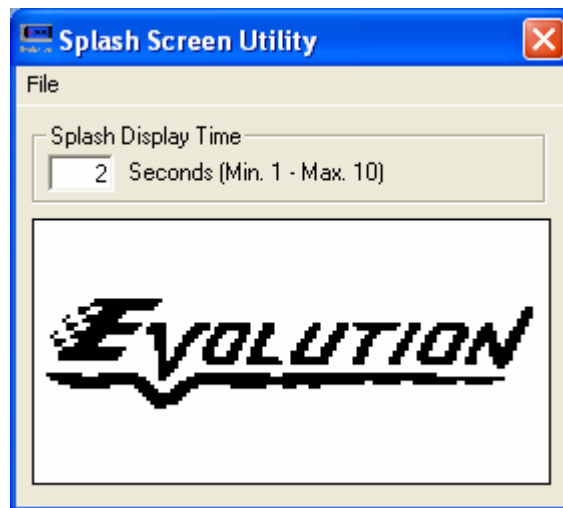 Splash Screen Utility
File
Splash Display Time
2 Seconds (Min. 1 - Max. 10)
EVOLUTION